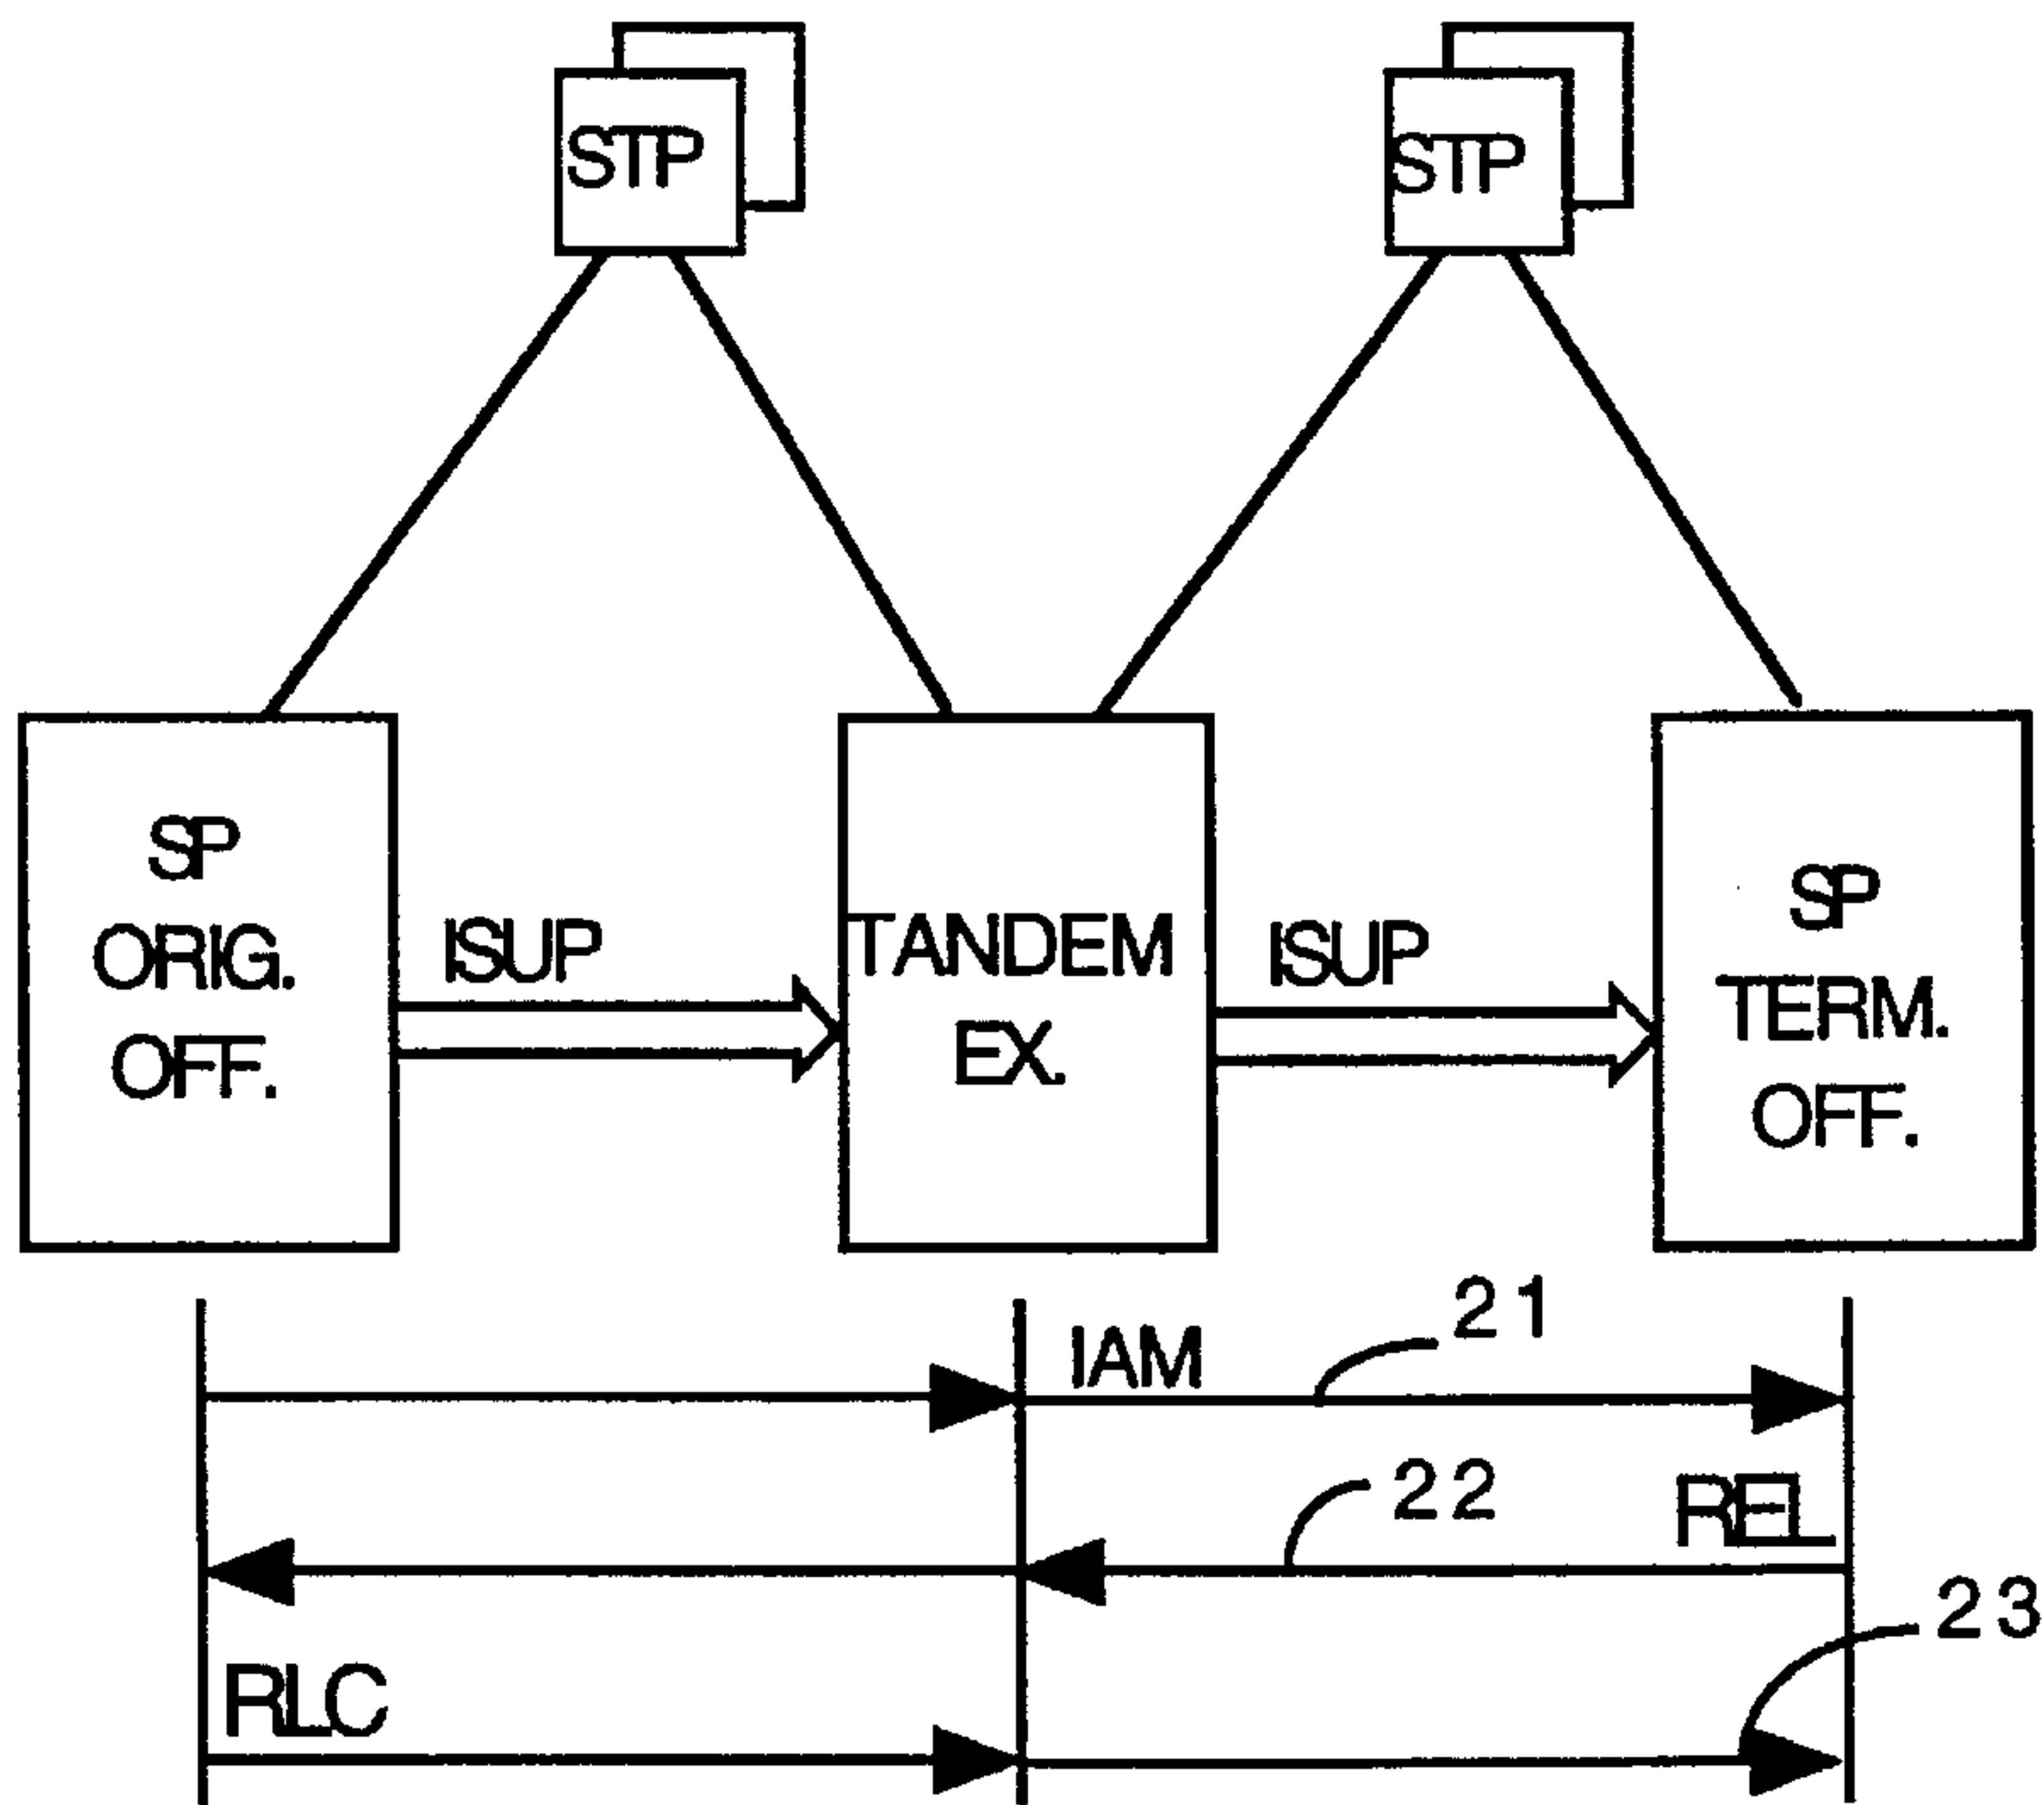 STP
STP
SP
ORIG.
OFF.
ISUP
TANDEM
EX.
ISUP
SP
TERM.
OFF.
21
IAM
22
REL
23
RLC